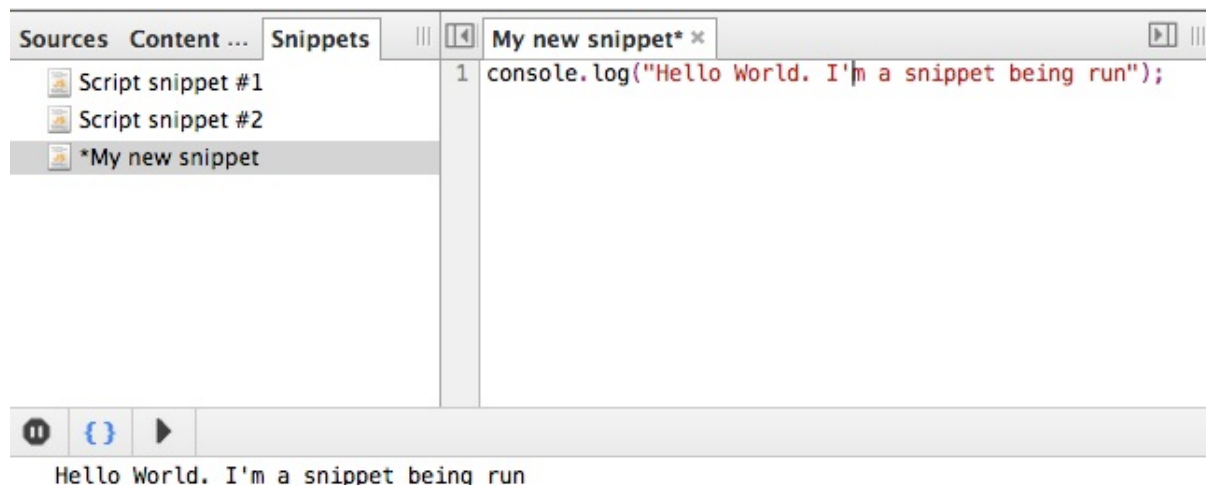 Sources Content ... Snippets
My new snippet*
Script snippet #1
Script snippet #2
*My new snippet
1 console.log("Hello World. I'm a snippet being run");
{}
Hello World. I'm a snippet being run